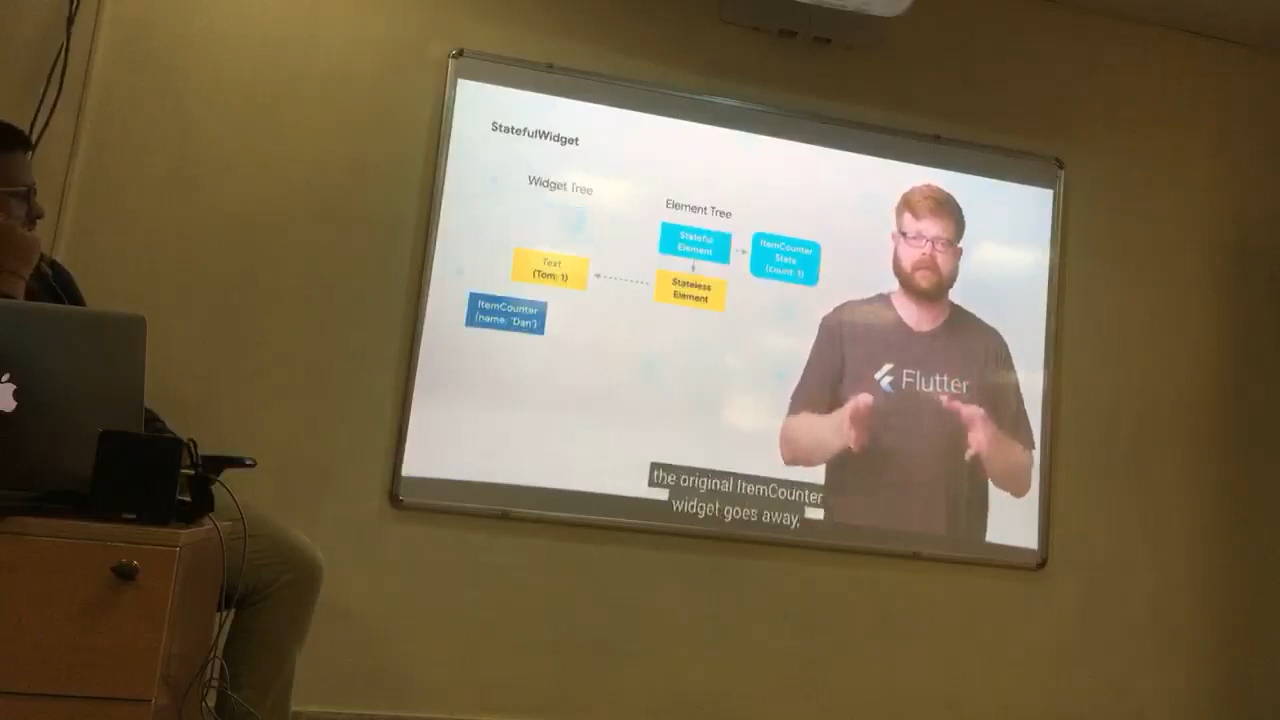 StatefulWidget
Widget Tree
Element Tree
Stateful
Element
ItemCounter
State
(count: 1)
Text
(Tom: 1)
Stateless
Element
ItemCounter
(name: "Dan")
Flutter
the original ItemCounter
widget goes away,